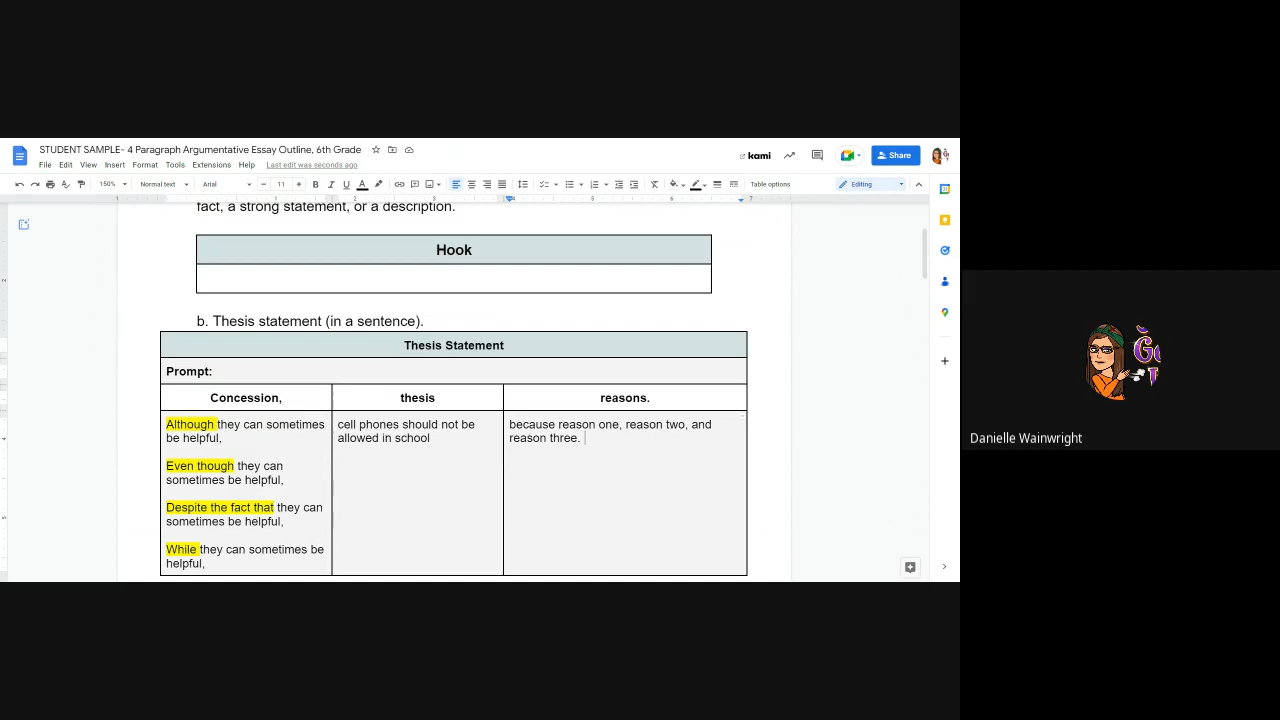 STUDENT SAMPLE- 4 Paragraph Argumentative Essay Outline, 6th Grade
File Edit View Insert Format Tools Extensions Help Last edit was seconds ago
kami
Share
150% Normal text Arial 11 Table options Editing
fact, a strong statement, or a description.
Hook
b. Thesis statement (in a sentence).
Thesis Statement
Prompt:
Concession, thesis reasons.
Although they can sometimes cell phones should not be because reason one, reason two, and
be helpful, allowed in school reason three.
Even though they can
sometimes be helpful,
Despite the fact that they can
sometimes be helpful,
While they can sometimes be
helpful,
Danielle Wainwright